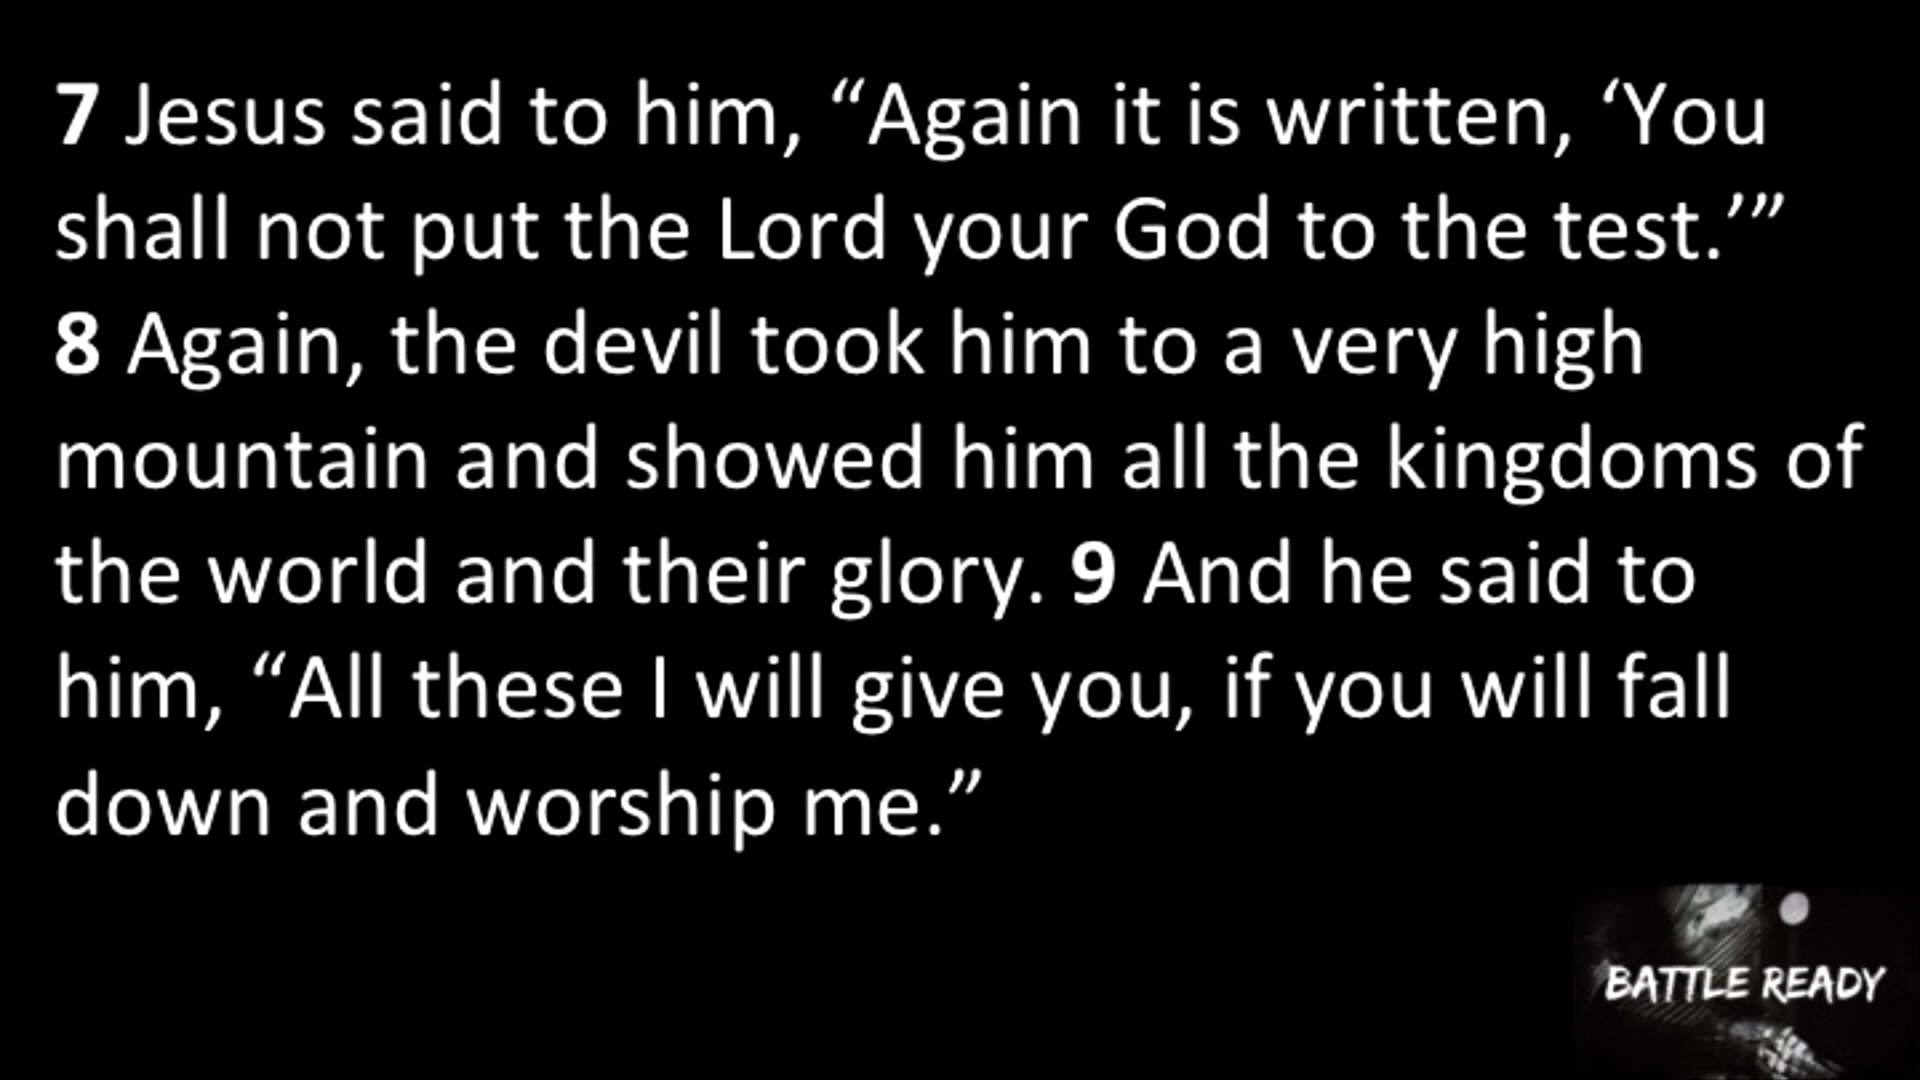 7 Jesus said to him, “Again it is written, ‘You
shall not put the Lord your God to the test.’”
8 Again, the devil took him to a very high
mountain and showed him all the kingdoms of
the world and their glory. 9 And he said to
him, “All these I will give you, if you will fall
down and worship me.”
BATTLE READY